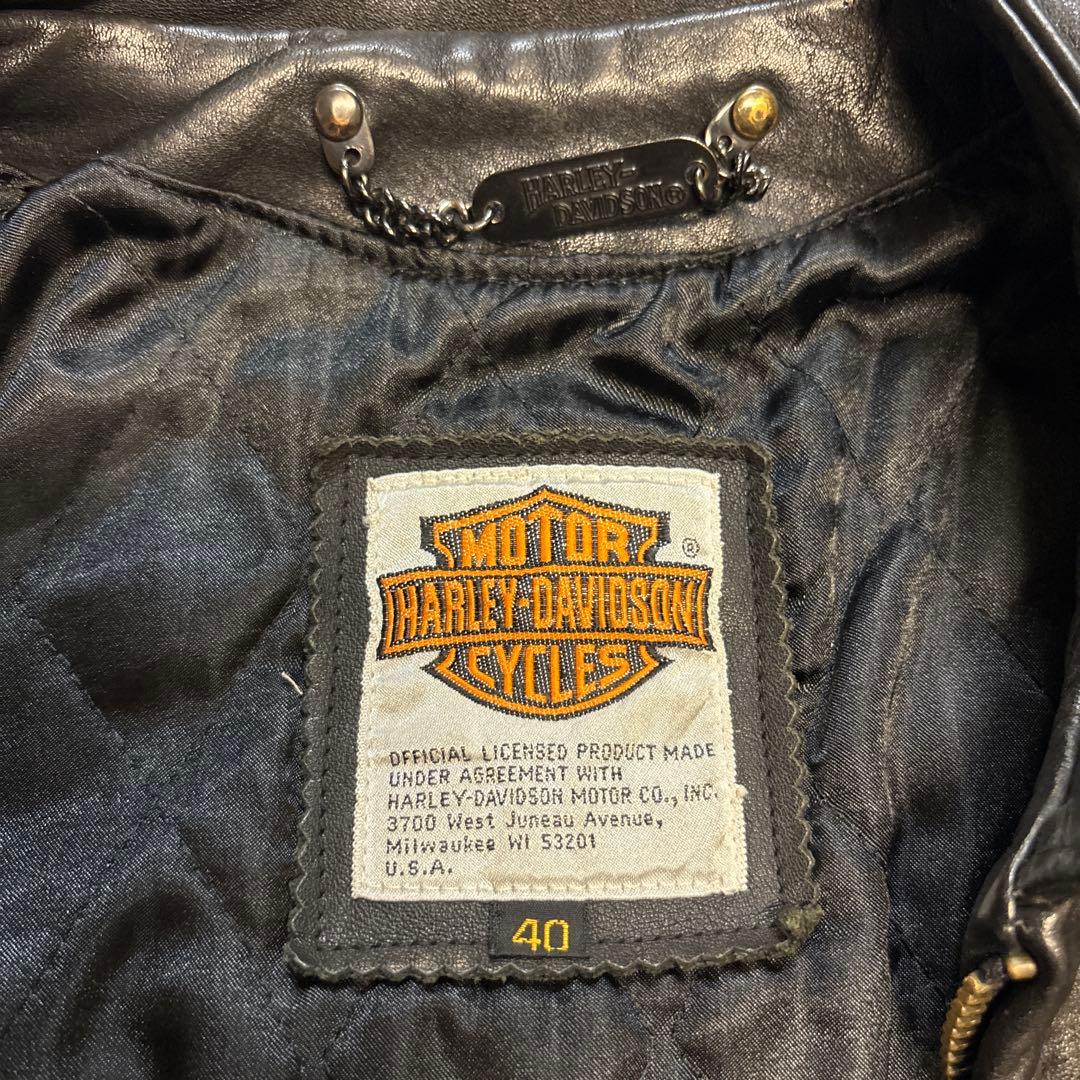 HARLEY-
DAVIDSON®
MOTOR
®
HARLEY-DAVIDSON
CYCLES
OFFICIAL LICENSED PRODUCT MADE
UNDER AGREEMENT WITH
HARLEY-DAVIDSON MOTOR CO., INC.
3700 West Juneau Avenue,
Milwaukee WI 53201
U.S.A.
40